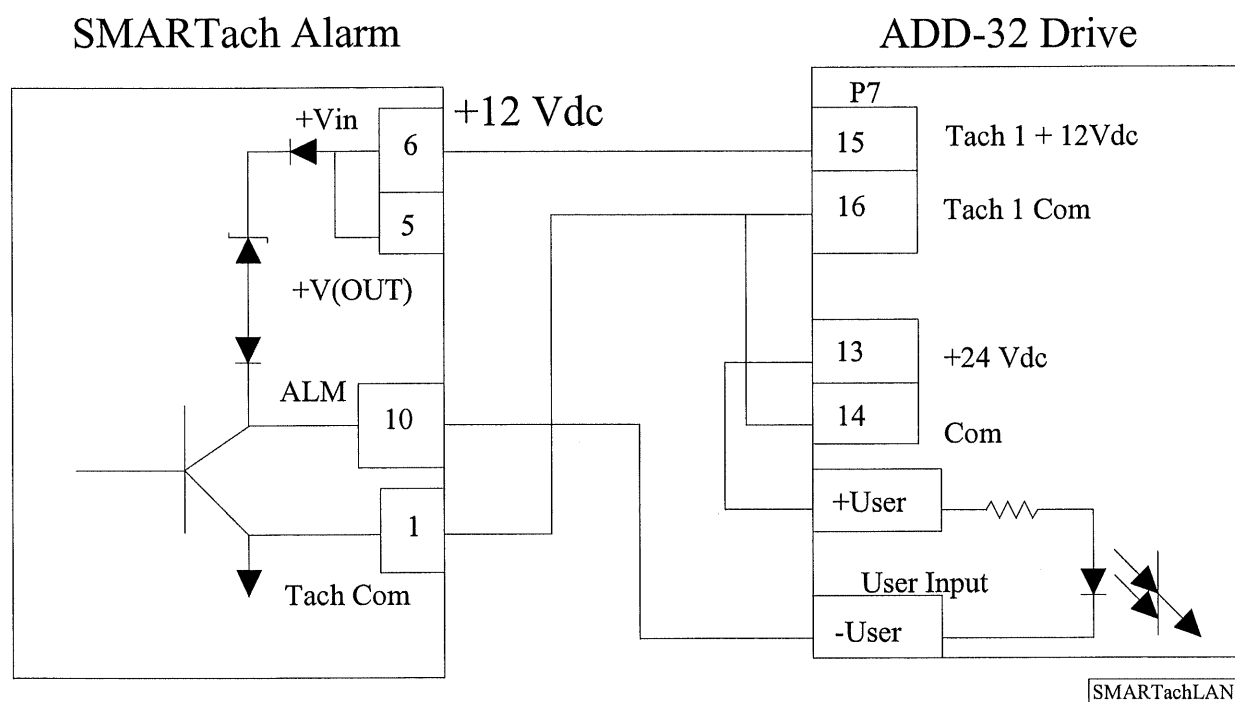 SMARTach Alarm
ADD-32 Drive
+Vin
6
+12 Vdc
P7
15
Tach 1 + 12Vdc
5
16
Tach 1 Com
+V(OUT)
13
+24 Vdc
ALM
10
14
Com
+User
1
Tach Com
User Input
-User
SMARTachLAN